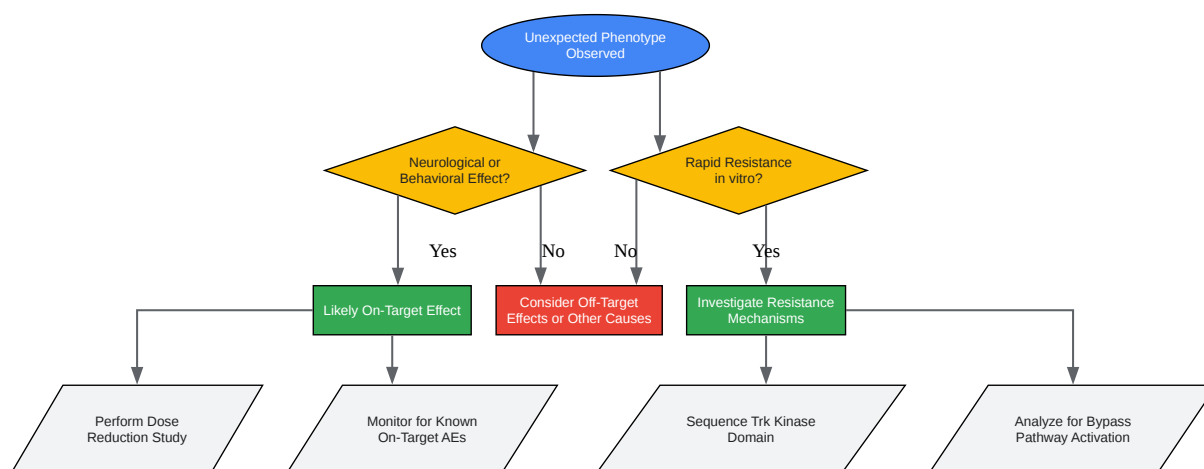 Unexpected Phenotype
Observed
Neurological or
Behavioral Effect?
Rapid Resistance
in vitro?
Yes
No
No
Yes
Likely On-Target Effect
Consider Off-Target
Effects or Other Causes
Investigate Resistance
Mechanisms
Perform Dose
Reduction Study
Monitor for Known
On-Target AEs
Sequence Trk Kinase
Domain
Analyze for Bypass
Pathway Activation